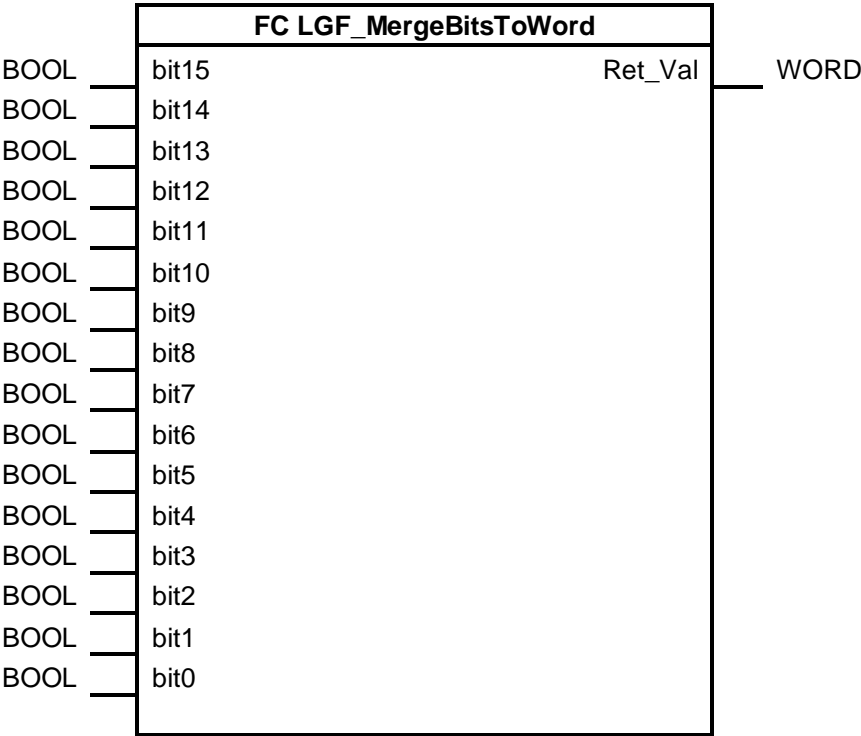 FC LGF_MergeBitsToWord
BOOL bit15 Ret_Val WORD
BOOL bit14
BOOL bit13
BOOL bit12
BOOL bit11
BOOL bit10
BOOL bit9
BOOL bit8
BOOL bit7
BOOL bit6
BOOL bit5
BOOL bit4
BOOL bit3
BOOL bit2
BOOL bit1
BOOL bit0